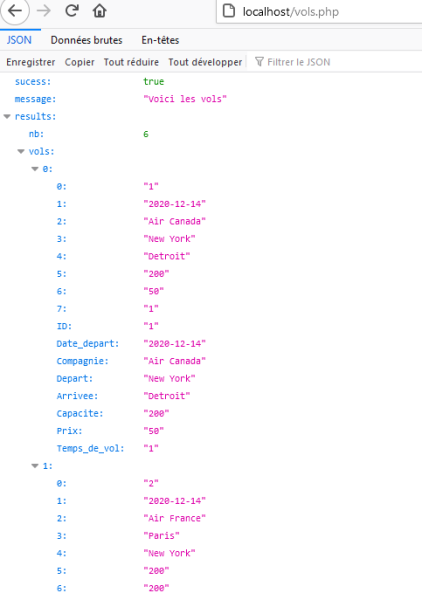 localhost/vols.php
JSON Données brutes En-têtes
Enregistrer Copier Tout réduire Tout développer Filtrer le JSON
sucess: true
message: "Voici les vols"
results:
nb: 6
vols:
0:
0: "1"
1: "2020-12-14"
2: "Air Canada"
3: "New York"
4: "Detroit"
5: "200"
6: "50"
7: "1"
ID: "1"
Date_depart: "2020-12-14"
Compagnie: "Air Canada"
Depart: "New York"
Arrivee: "Detroit"
Capacite: "200"
Prix: "50"
Temps_de_vol: "1"
1:
0: "2"
1: "2020-12-14"
2: "Air France"
3: "Paris"
4: "New York"
5: "200"
6: "200"